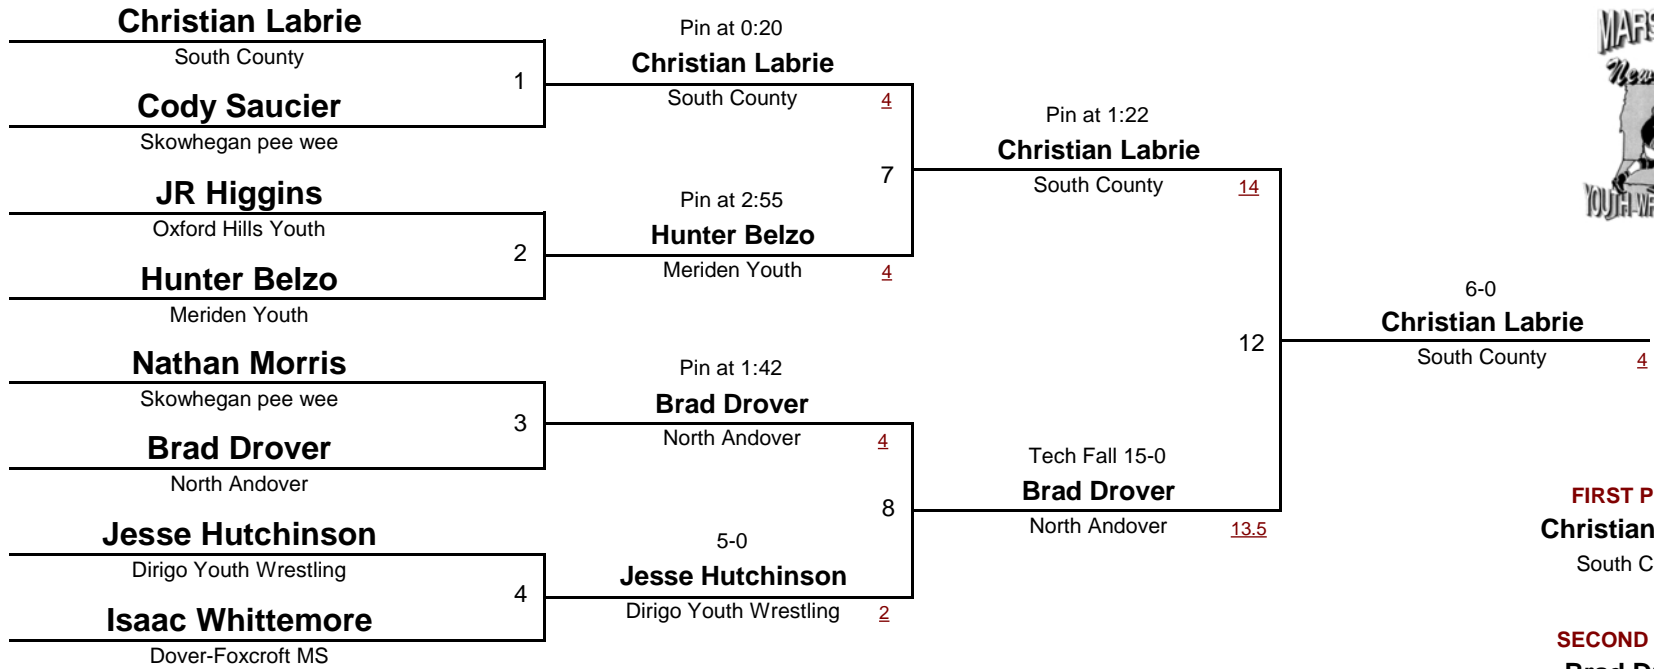 Christian Labrie
South County
1
Cody Saucier
Skowhegan pee wee
JR Higgins
Oxford Hills Youth
2
Hunter Belzo
Meriden Youth
Nathan Morris
Skowhegan pee wee
3
Brad Drover
North Andover
Jesse Hutchinson
Dirigo Youth Wrestling
4
Isaac Whittemore
Dover-Foxcroft MS
Pin at 0:20
Christian Labrie
South County 4
7
Pin at 2:55
Hunter Belzo
Meriden Youth 4
Pin at 1:42
Brad Drover
North Andover 4
8
5-0
Jesse Hutchinson
Dirigo Youth Wrestling 2
Pin at 1:22
Christian Labrie
South County 14
12
Tech Fall 15-0
Brad Drover
North Andover 13.5
6-0
Christian Labrie
South County 4
FIRST P
Christian
South C
SECOND
Brad D